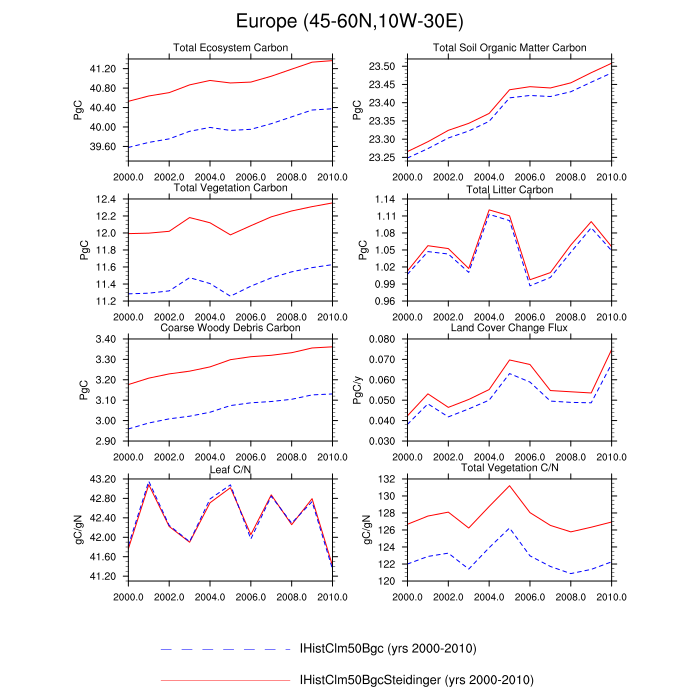 Europe (45-60N,10W-30E)
Total Ecosystem Carbon
PgC
41.20
40.80
40.40
40.00
39.60
2000.0 2002.0 2004.0 2006.0 2008.0 2010.0
Total Soil Organic Matter Carbon
PgC
23.50
23.45
23.40
23.35
23.30
23.25
2000.0 2002.0 2004.0 2006.0 2008.0 2010.0
Total Vegetation Carbon
PgC
12.4
12.2
12.0
11.8
11.6
11.4
11.2
2000.0 2002.0 2004.0 2006.0 2008.0 2010.0
Total Litter Carbon
PgC
1.14
1.11
1.08
1.05
1.02
0.99
0.96
2000.0 2002.0 2004.0 2006.0 2008.0 2010.0
Coarse Woody Debris Carbon
PgC
3.40
3.30
3.20
3.10
3.00
2.90
2000.0 2002.0 2004.0 2006.0 2008.0 2010.0
Land Cover Change Flux
PgC/y
0.080
0.070
0.060
0.050
0.040
0.030
2000.0 2002.0 2004.0 2006.0 2008.0 2010.0
Leaf C/N
gC/gN
43.20
42.80
42.40
42.00
41.60
41.20
2000.0 2002.0 2004.0 2006.0 2008.0 2010.0
Total Vegetation C/N
gC/gN
132
130
128
126
124
122
120
2000.0 2002.0 2004.0 2006.0 2008.0 2010.0
IHistClm50Bgc (yrs 2000-2010)
IHistClm50BgcSteidinger (yrs 2000-2010)